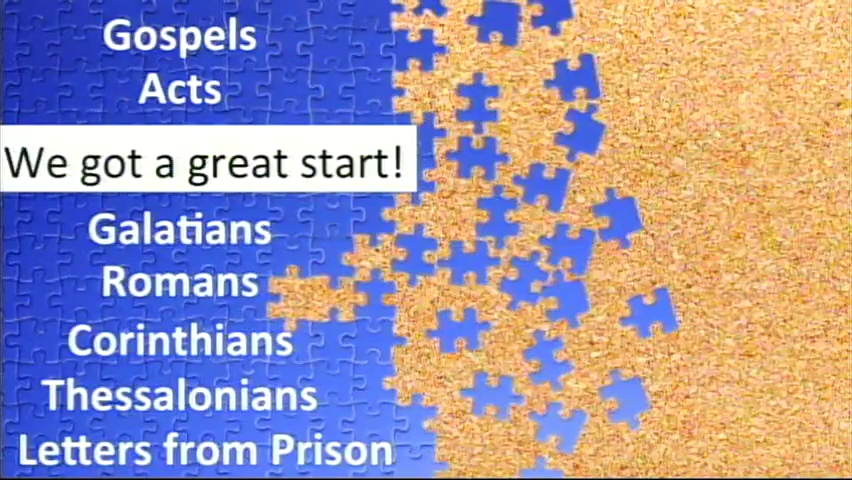 Gospels
Acts
We got a great start!
Galatians
Romans
Corinthians
Thessalonians
Letters from Prison